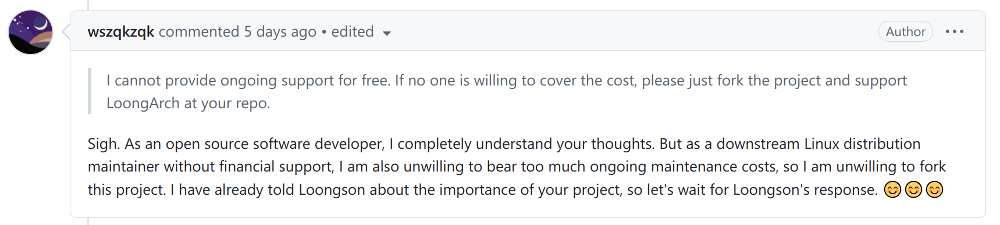 wszqkzqk commented 5 days ago • edited
Author
I cannot provide ongoing support for free. If no one is willing to cover the cost, please just fork the project and support
LoongArch at your repo.
Sigh. As an open source software developer, I completely understand your thoughts. But as a downstream Linux distribution
maintainer without financial support, I am also unwilling to bear too much ongoing maintenance costs, so I am unwilling to fork
this project. I have already told Loongson about the importance of your project, so let's wait for Loongson's response. 😊😊😊